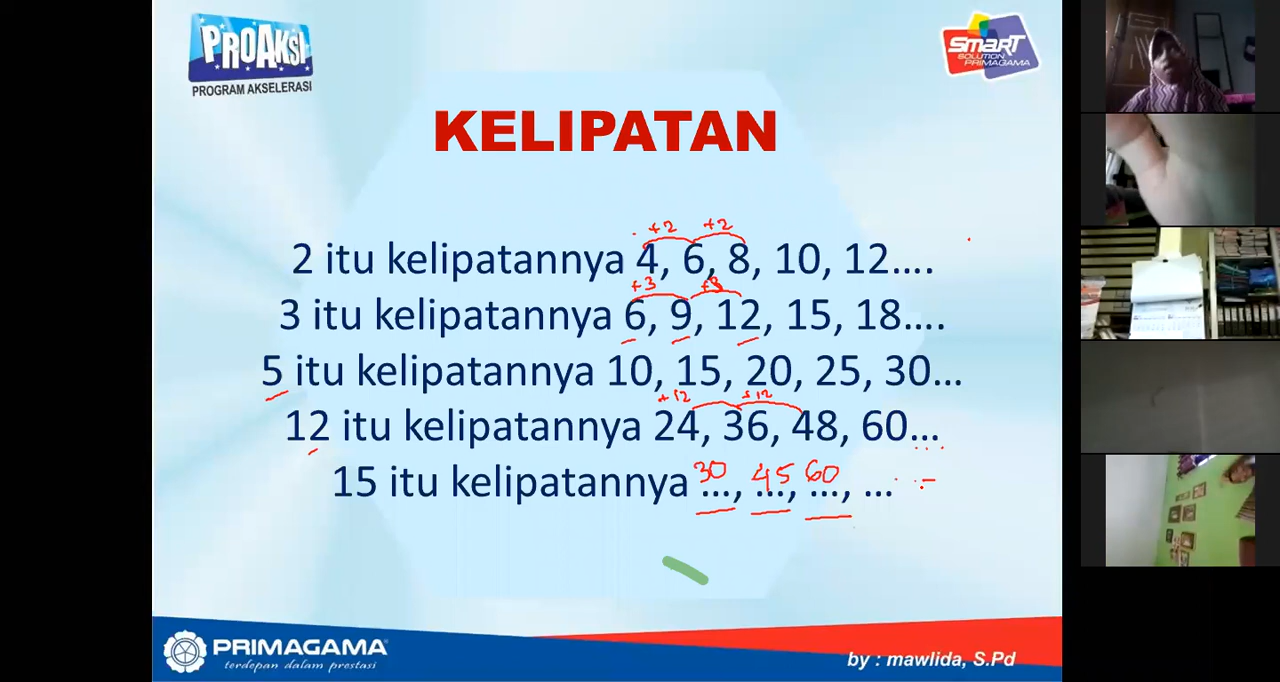 PROAKSI
PROGRAM AKSELERASI
SMART
SOLUTION
PRIMAGAMA
KELIPATAN
+2 +2
2 itu kelipatannya 4, 6, 8, 10, 12....
+3 +3
3 itu kelipatannya 6, 9, 12, 15, 18....
5 itu kelipatannya 10, 15, 20, 25, 30...
+12 +12
12 itu kelipatannya 24, 36, 48, 60...
30 45 60
15 itu kelipatannya ..., ..., ..., ...
PRIMAGAMA
terdepan dalam prestasi
by : mawlida, S.Pd